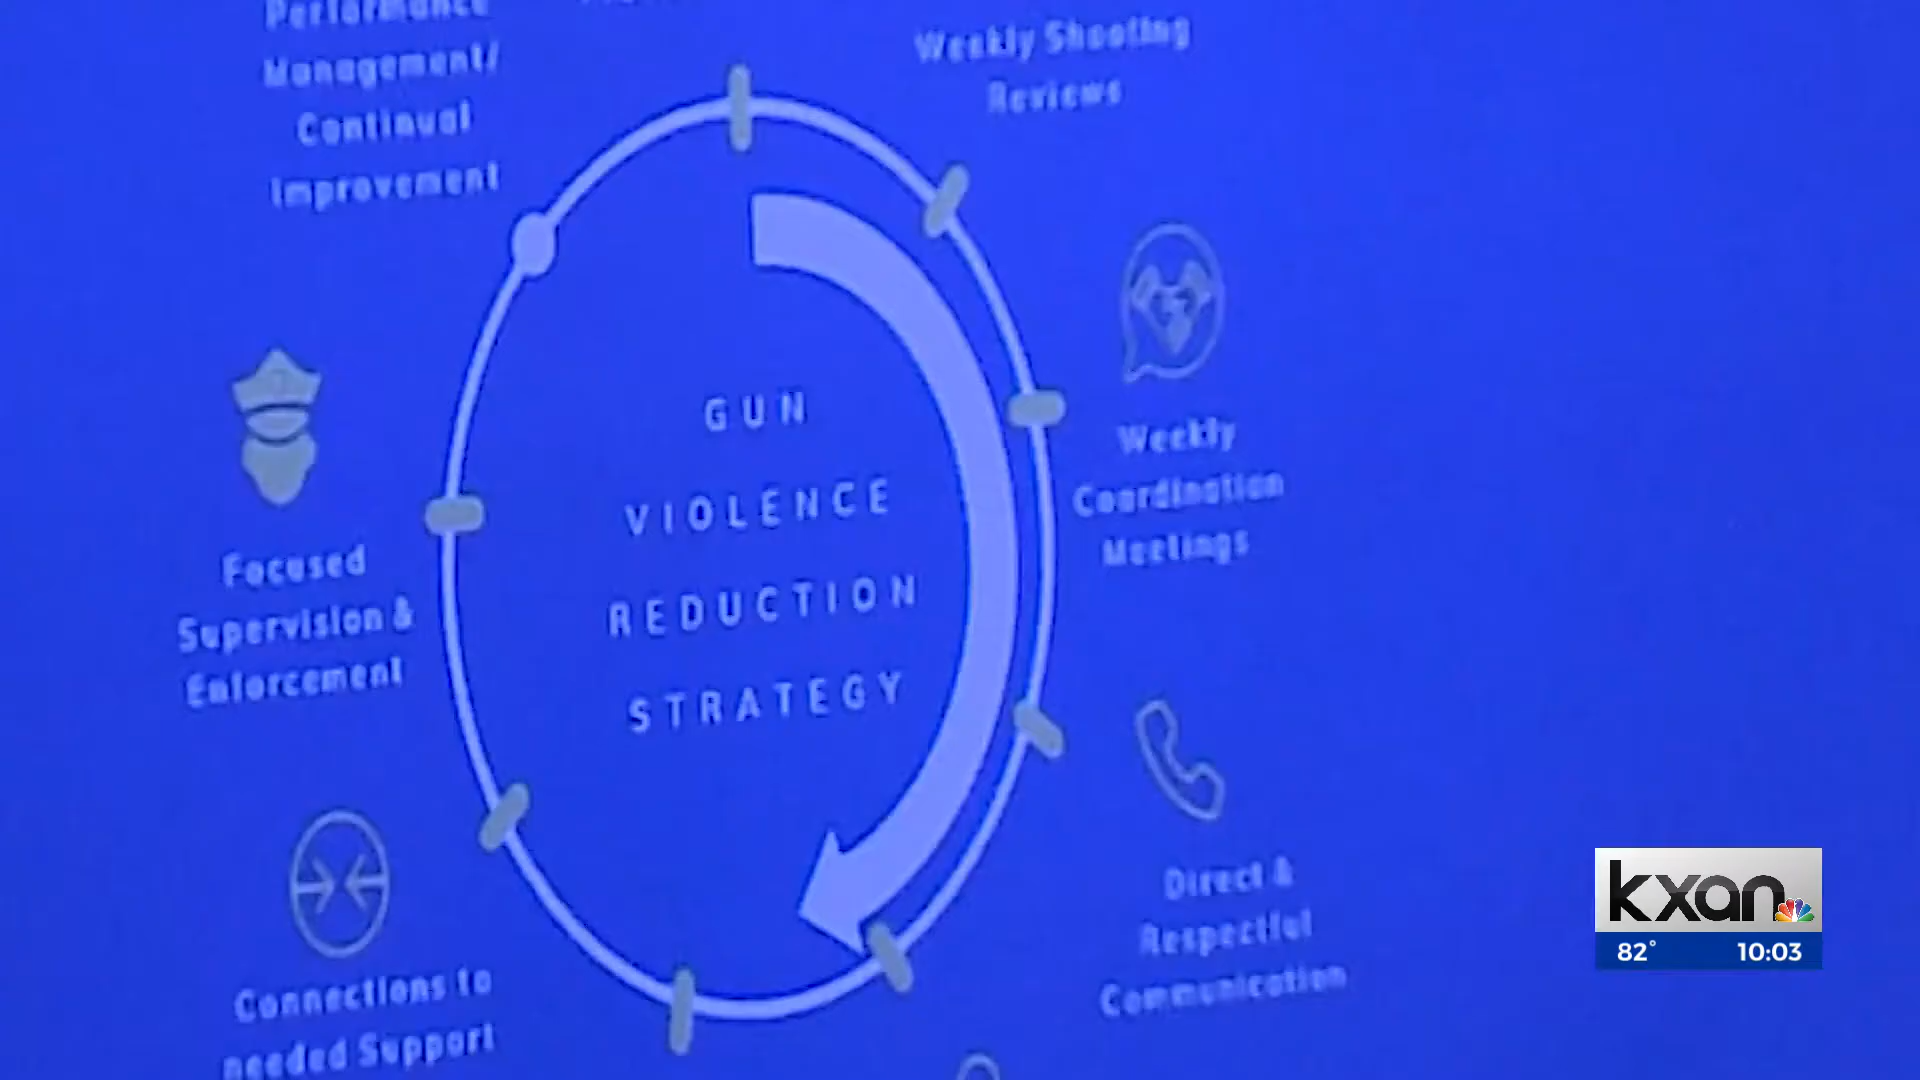 Performance
Management/
Continual
Improvement
Weekly Shooting
Reviews
Weekly
Coordination
Meetings
GUN
VIOLENCE
REDUCTION
STRATEGY
Focused
Supervision &
Enforcement
Direct &
Respectful
Communication
Connections to
needed Support
kxan
82° 10:03